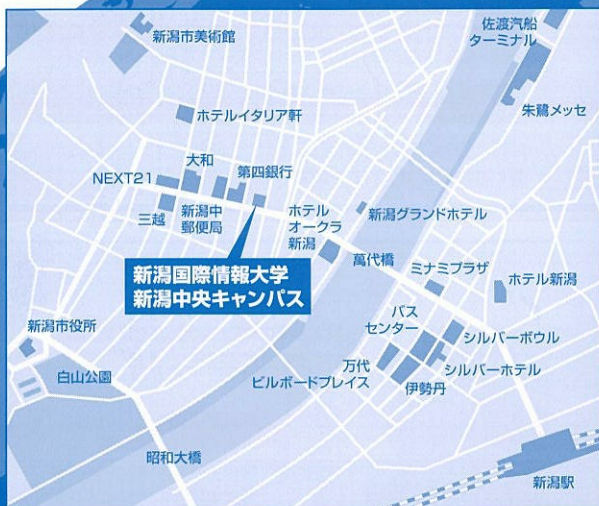 新潟市美術館
佐渡汽船
ターミナル
朱鷺メッセ
ホテルイタリア軒
大和
第四銀行
NEXT21
三越
新潟中
郵便局
ホテル
オークラ
新潟
新潟グランドホテル
萬代橋
新潟国際情報大学
新潟中央キャンパス
ミナミプラザ
ホテル新潟
バス
センター
シルバーボウル
シルバーホテル
新潟市役所
白山公園
万代
ビルボードプレイス
伊勢丹
昭和大橋
新潟駅